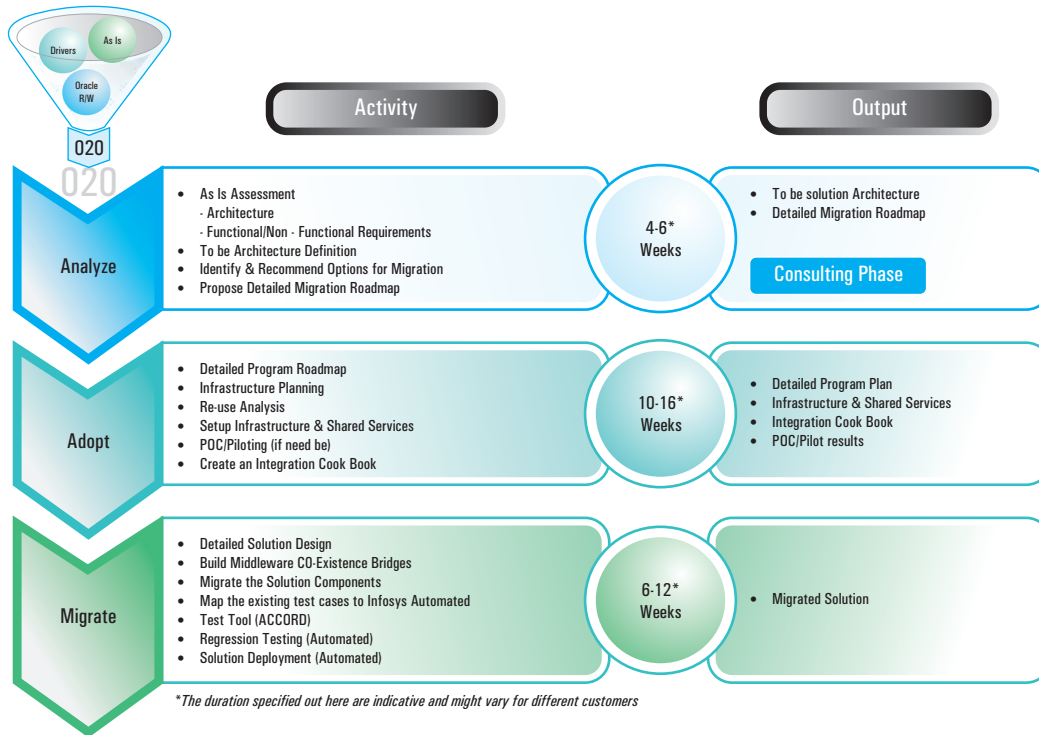 Drivers
As Is
Oracle
R/W
020
020
Activity
Output
Analyze
• As Is Assessment
- Architecture
- Functional/Non - Functional Requirements
• To be Architecture Definition
• Identify & Recommend Options for Migration
• Propose Detailed Migration Roadmap
4-6*
Weeks
• To be solution Architecture
• Detailed Migration Roadmap
Consulting Phase
Adopt
• Detailed Program Roadmap
• Infrastructure Planning
• Re-use Analysis
• Setup Infrastructure & Shared Services
• POC/Piloting (if need be)
• Create an Integration Cook Book
10-16*
Weeks
• Detailed Program Plan
• Infrastructure & Shared Services
• Integration Cook Book
• POC/Pilot results
Migrate
• Detailed Solution Design
• Build Middleware CO-Existence Bridges
• Migrate the Solution Components
• Map the existing test cases to Infosys Automated
• Test Tool (ACCORD)
• Regression Testing (Automated)
• Solution Deployment (Automated)
6-12*
Weeks
• Migrated Solution
*The duration specified out here are indicative and might vary for different customers